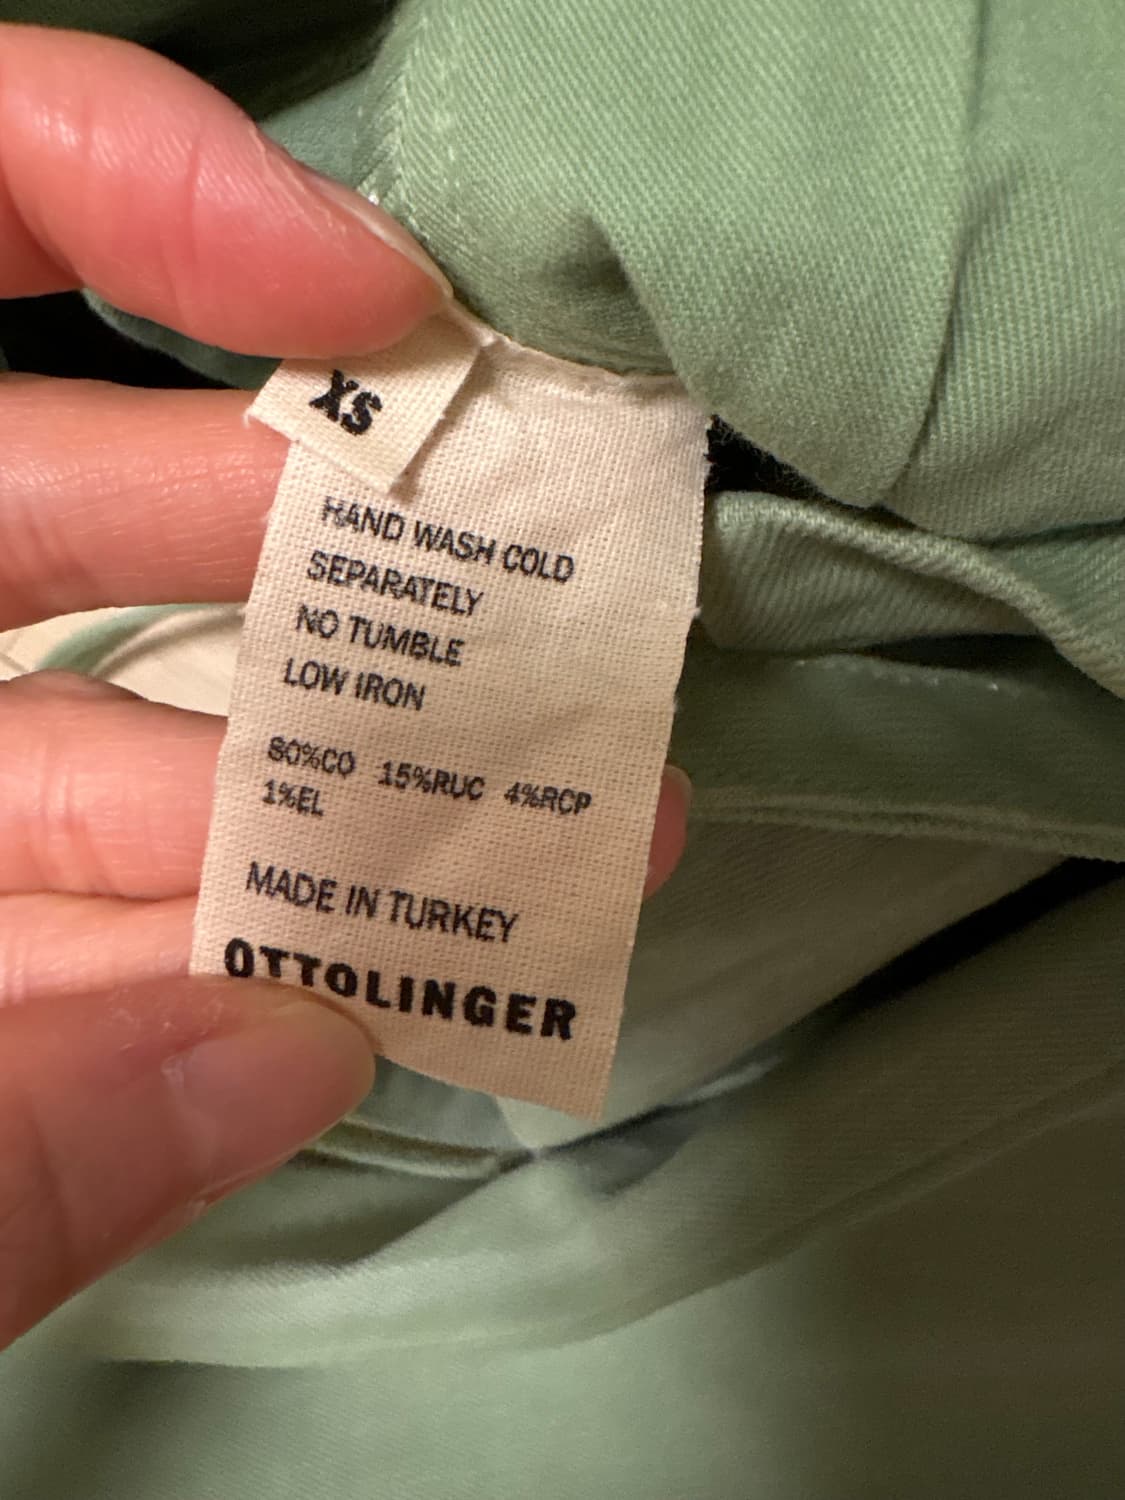 XS
HAND WASH COLD
SEPARATELY
NO TUMBLE
LOW IRON
80%CO 15%RUC 4%RCP
1%EL
MADE IN TURKEY
OTTOLINGER